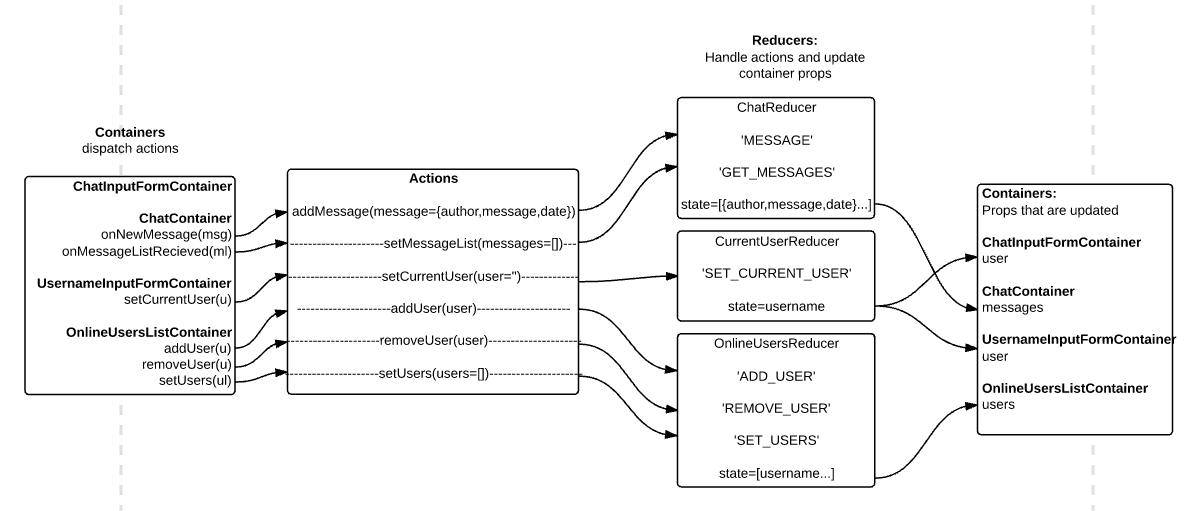 Containers
dispatch actions
ChatInputFormContainer
ChatContainer
onNewMessage(msg)
onMessageListRecieved(ml)
UsernameInputFormContainer
setCurrentUser(u)
OnlineUsersListContainer
addUser(u)
removeUser(u)
setUsers(ul)
Actions
addMessage(message={author,message,date})
setMessageList(messages=[])
setCurrentUser(user='')
addUser(user)
removeUser(user)
setUsers(users=[])
Reducers:
Handle actions and update
container props
ChatReducer
'MESSAGE'
'GET_MESSAGES'
state=[{author,message,date}...]
CurrentUserReducer
'SET_CURRENT_USER'
state=username
OnlineUsersReducer
'ADD_USER'
'REMOVE_USER'
'SET_USERS'
state=[username...]
Containers:
Props that are updated
ChatInputFormContainer
user
ChatContainer
messages
UsernameInputFormContainer
user
OnlineUsersListContainer
users